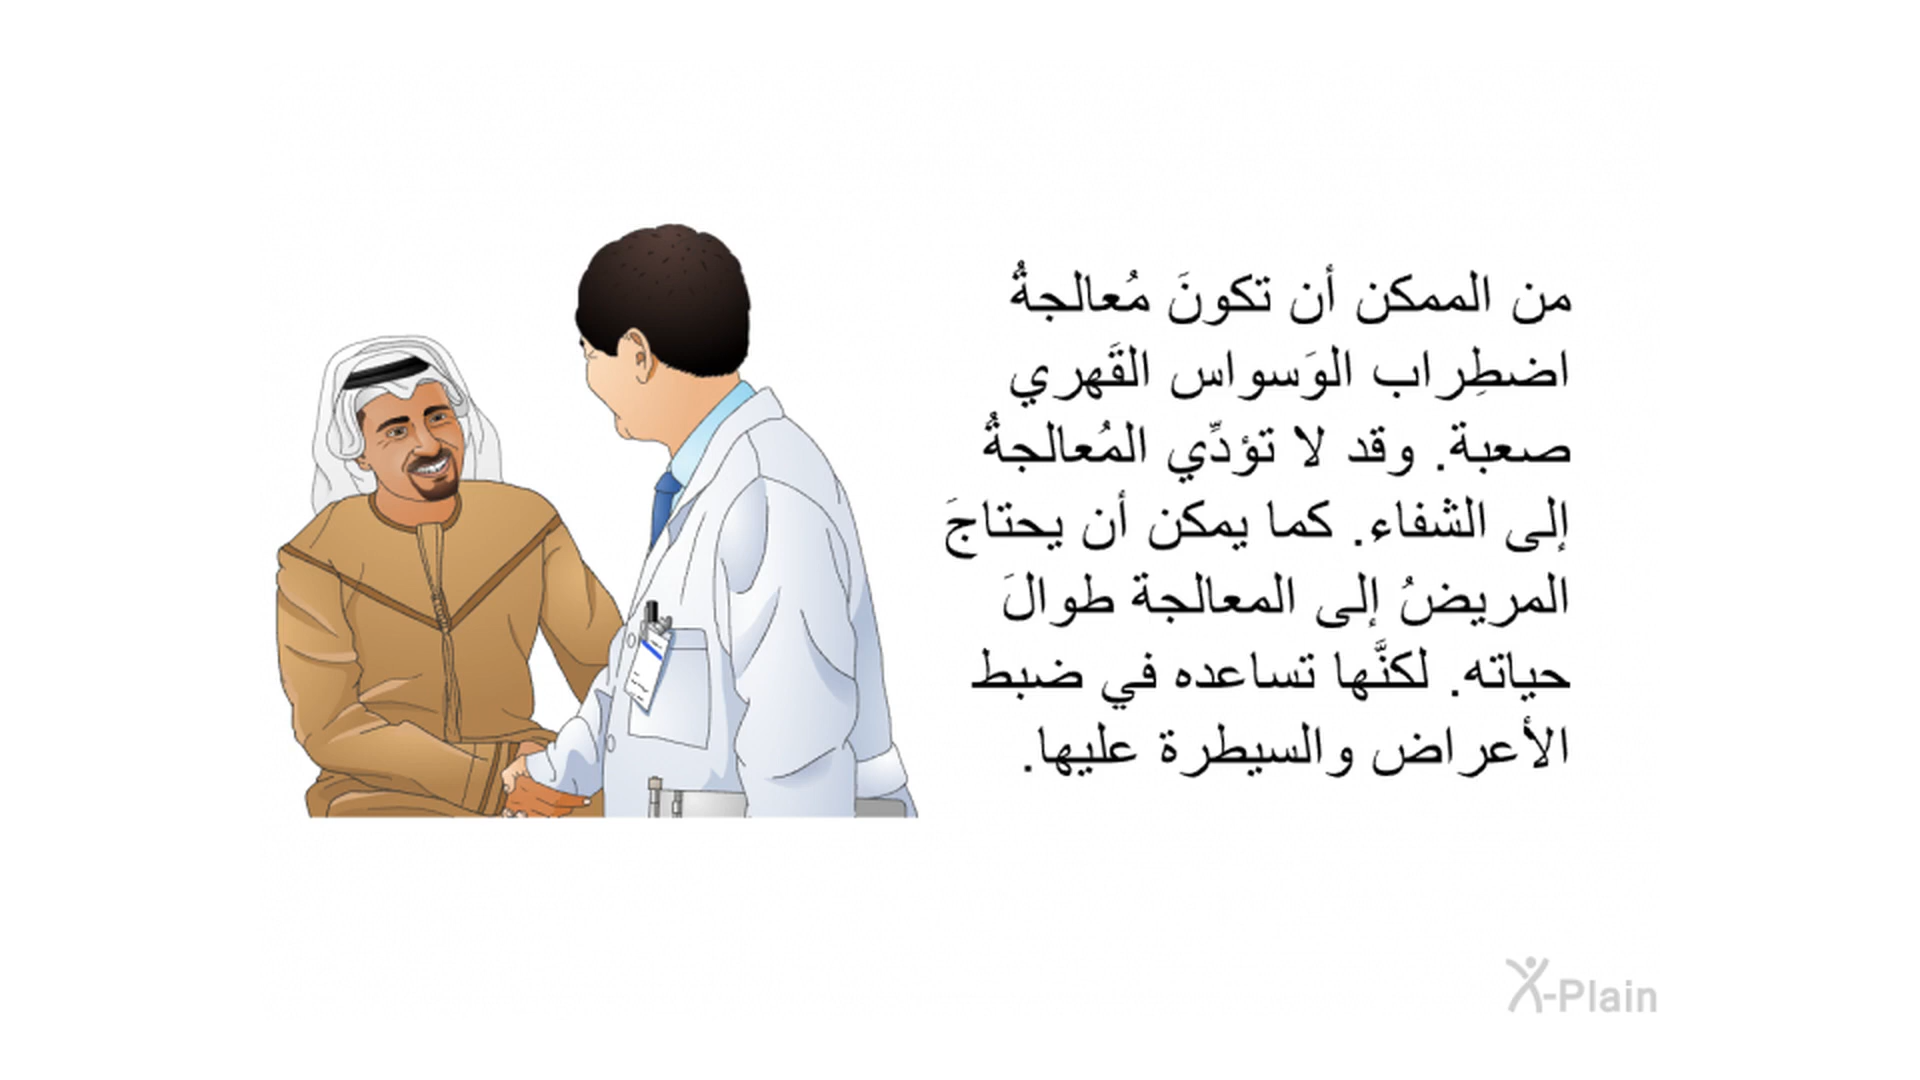 من الممكن أن تكونَ مُعالجةُ
اضطِراب الوَسواس القَهري
صعبة. وقد لا تؤدِّي المُعالجةُ
إلى الشفاء. كما يمكن أن يحتاجَ
المريضُ إلى المعالجة طوالَ
حياته. لكنَّها تساعده في ضبط
الأعراض والسيطرة عليها.
X-Plain